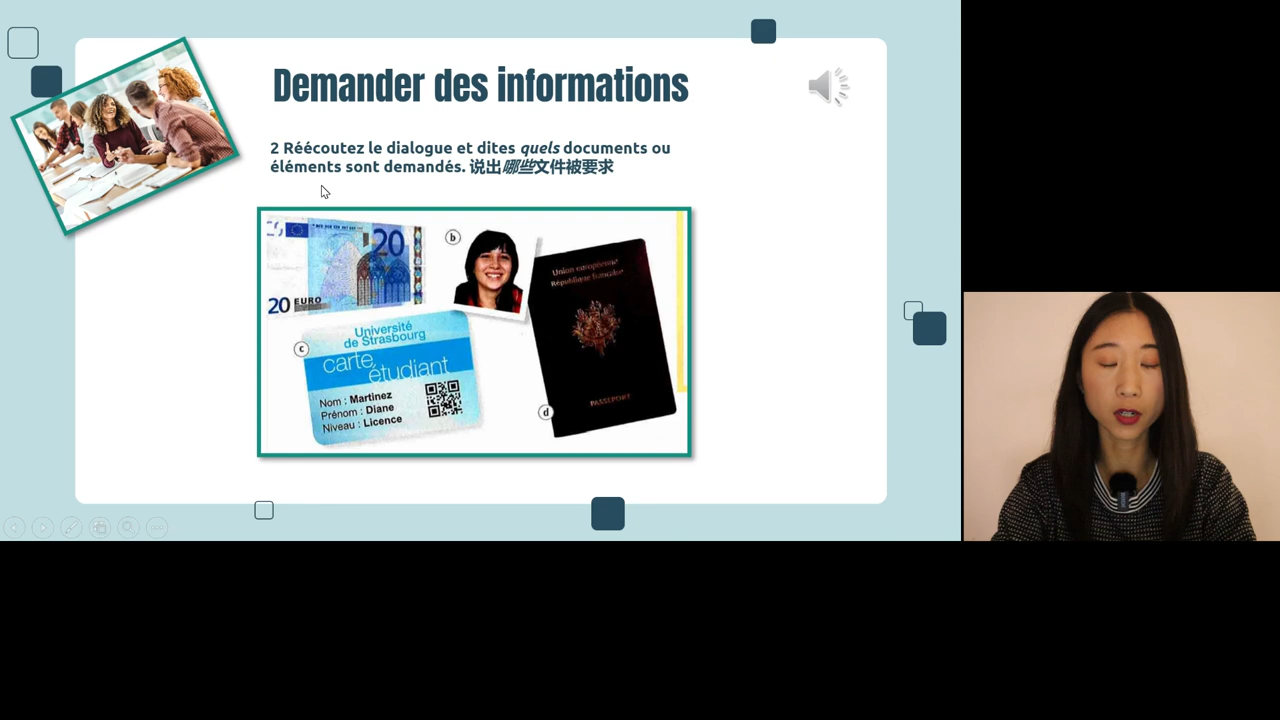 Demander des informations
2 Réécoutez le dialogue et dites quels documents ou
éléments sont demandés. 说出哪些文件被要求
20
20 EURO
b
Union européenne
République française
Université
de Strasbourg
c
carte
étudiant
Nom : Martinez
Prénom : Diane
Niveau : Licence
d
PASSEPORT